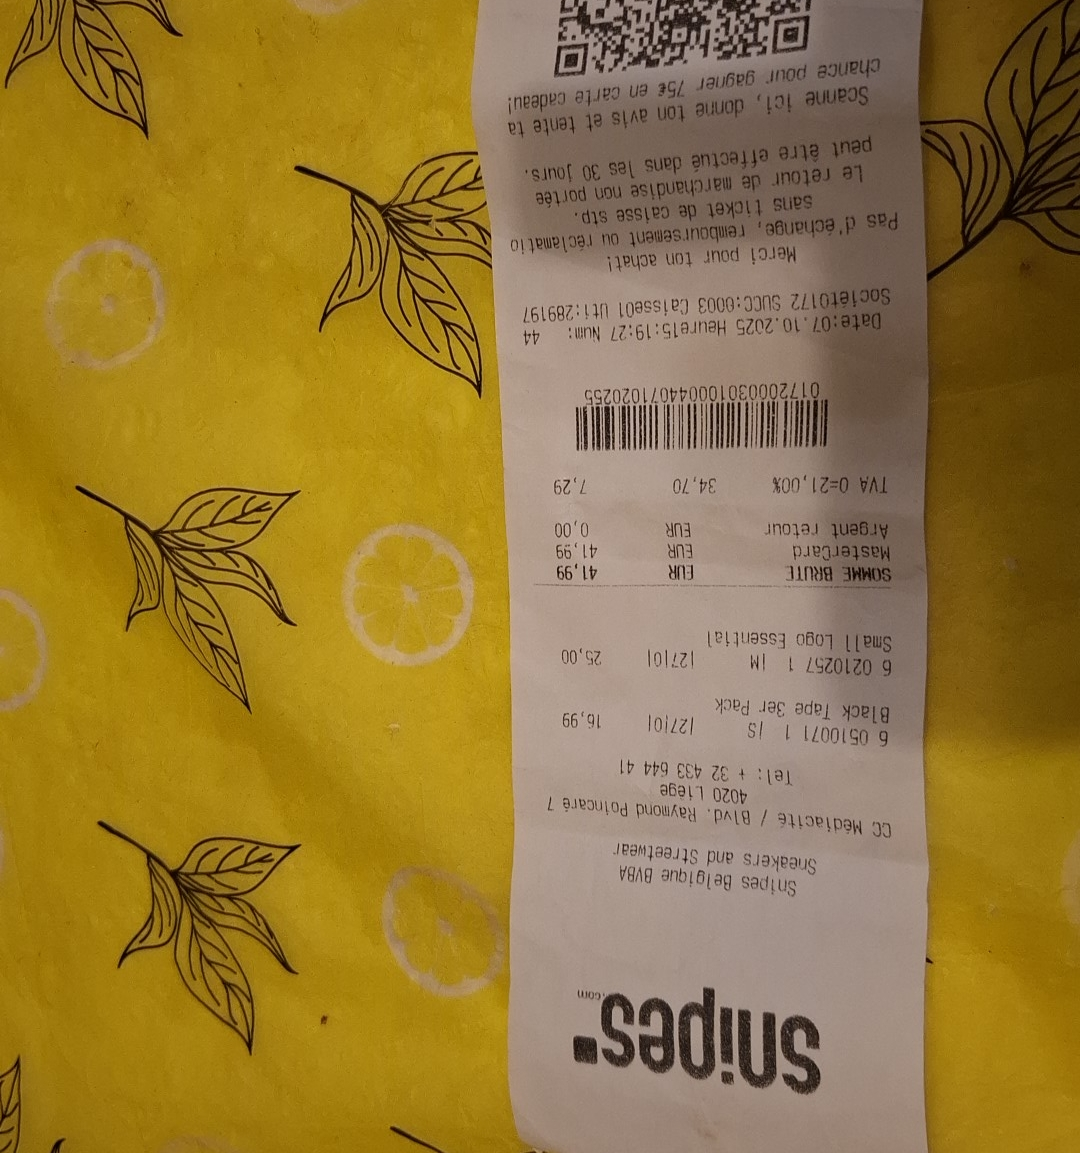 snipes
.com
Snipes Belgique BVBA
Sneakers and Streetwear
CC Médiacité / Blvd. Raymond Poincaré 7
4020 Liège
Tel: + 32 433 644 41
6 0510071 1 |S |27|0| 16,99
Black Tape 3er Pack
6 0210257 1 |M |27|0| 25,00
Small Logo Essential
SOMME BRUTE EUR 41,99
MasterCard EUR 41,99
Argent retour EUR 0,00
TVA 0=21,00% 34,70 7,29
01720003010004407102025​5
Date:07.10.2025 Heure15:19:27 Num: 44
Société0172 SUCC:0003 Caisse01 Uti:289197
Merci pour ton achat!
Pas d'échange, remboursement ou réclamatio
sans ticket de caisse stp.
Le retour de marchandise non portée
peut être effectué dans les 30 jours.
Scanne ici, donne ton avis et tente ta
chance pour gagner 75€ en carte cadeau!